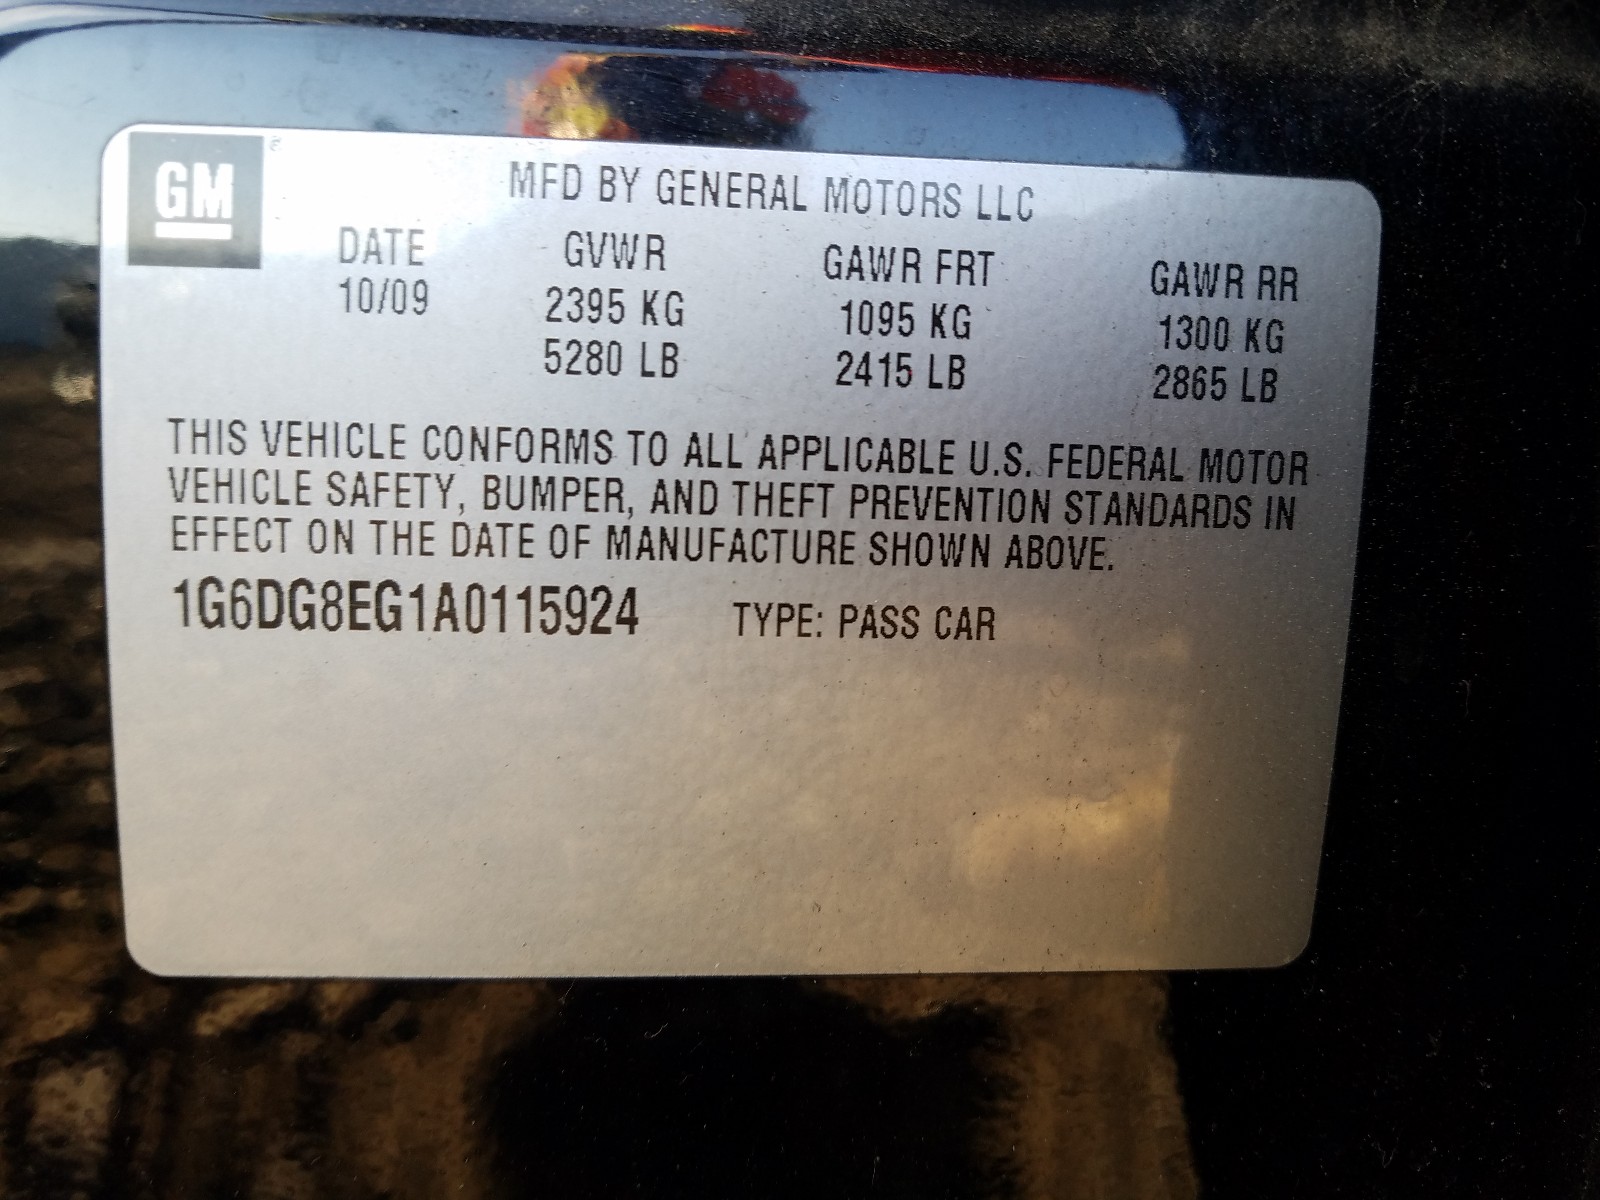 GM
MFD BY GENERAL MOTORS LLC
DATE GVWR GAWR FRT GAWR RR
10/09 2395 KG 1095 KG 1300 KG
5280 LB 2415 LB 2865 LB
THIS VEHICLE CONFORMS TO ALL APPLICABLE U.S. FEDERAL MOTOR
VEHICLE SAFETY, BUMPER, AND THEFT PREVENTION STANDARDS IN
EFFECT ON THE DATE OF MANUFACTURE SHOWN ABOVE.
1G6DG8EG1A0115924 TYPE: PASS CAR